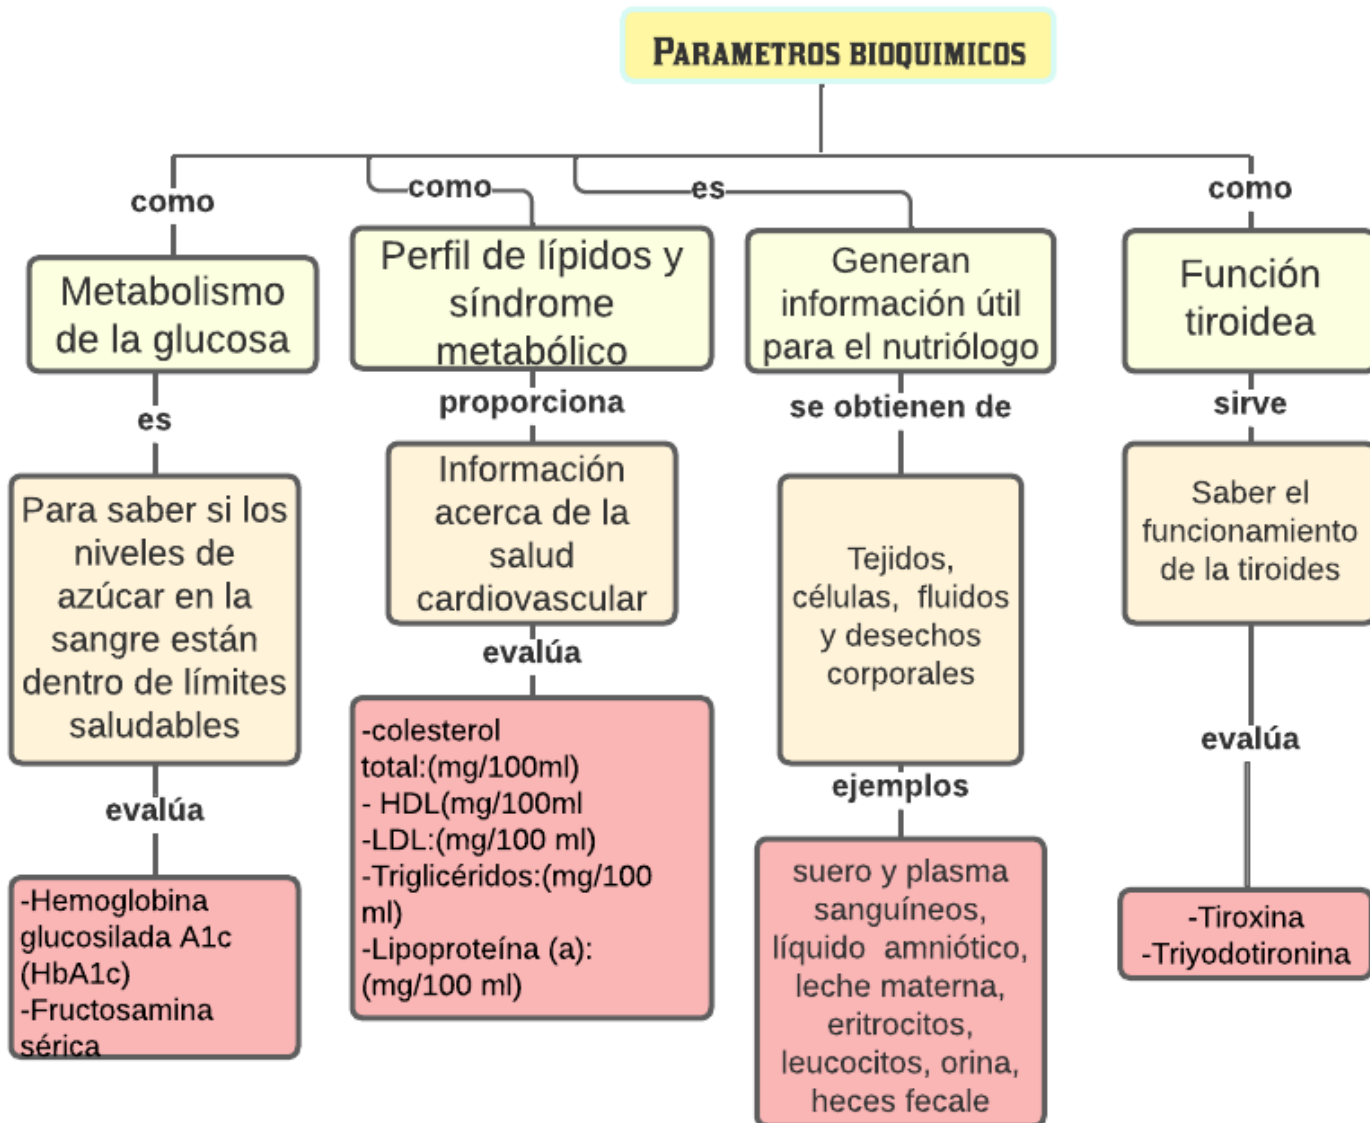 PARAMETROS BIOQUIMICOS
como
Metabolismo
de la glucosa
es
Para saber si los
niveles de
azúcar en la
sangre están
dentro de límites
saludables
evalúa
-Hemoglobina
glucosilada A1c
(HbA1c)
-Fructosamina
sérica
como
Perfil de lípidos y
síndrome
metabólico
proporciona
Información
acerca de la
salud
cardiovascular
evalúa
-colesterol
total:(mg/100ml)
- HDL(mg/100ml
-LDL:(mg/100 ml)
-Triglicéridos:(mg/100
ml)
-Lipoproteína (a):
(mg/100 ml)
es
Generan
información útil
para el nutriólogo
se obtienen de
Tejidos,
células, fluidos
y desechos
corporales
ejemplos
suero y plasma
sanguíneos,
líquido amniótico,
leche materna,
eritrocitos,
leucocitos, orina,
heces fecale
como
Función
tiroidea
sirve
Saber el
funcionamiento
de la tiroides
evalúa
-Tiroxina
-Triyodotironina